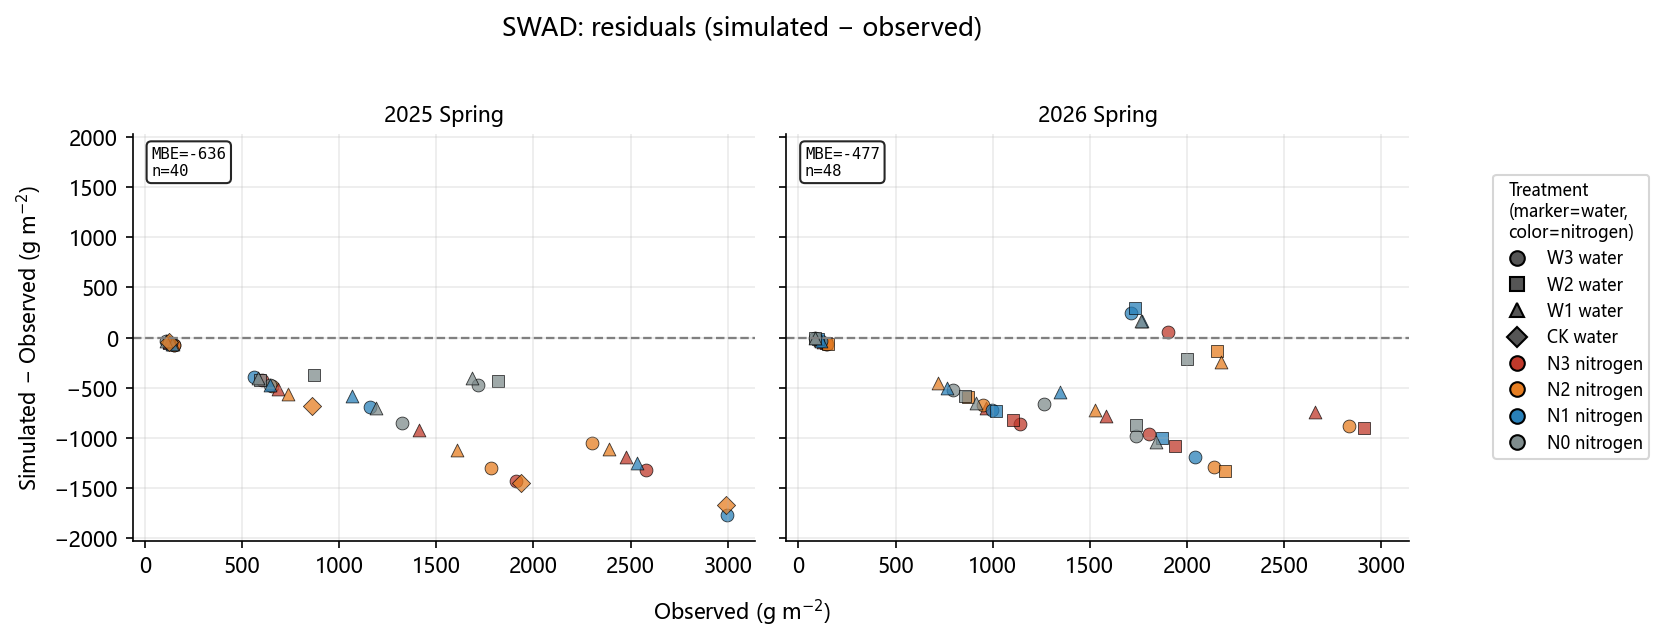 SWAD: residuals (simulated − observed)
2025 Spring
2026 Spring
MBE=-636
n=40
MBE=-477
n=48
2000
1500
1000
500
0
−500
−1000
−1500
−2000
Simulated − Observed (g m⁻²)
0 500 1000 1500 2000 2500 3000
0 500 1000 1500 2000 2500 3000
Observed (g m⁻²)
Treatment
(marker=water,
color=nitrogen)
W3 water
W2 water
W1 water
CK water
N3 nitrogen
N2 nitrogen
N1 nitrogen
N0 nitrogen